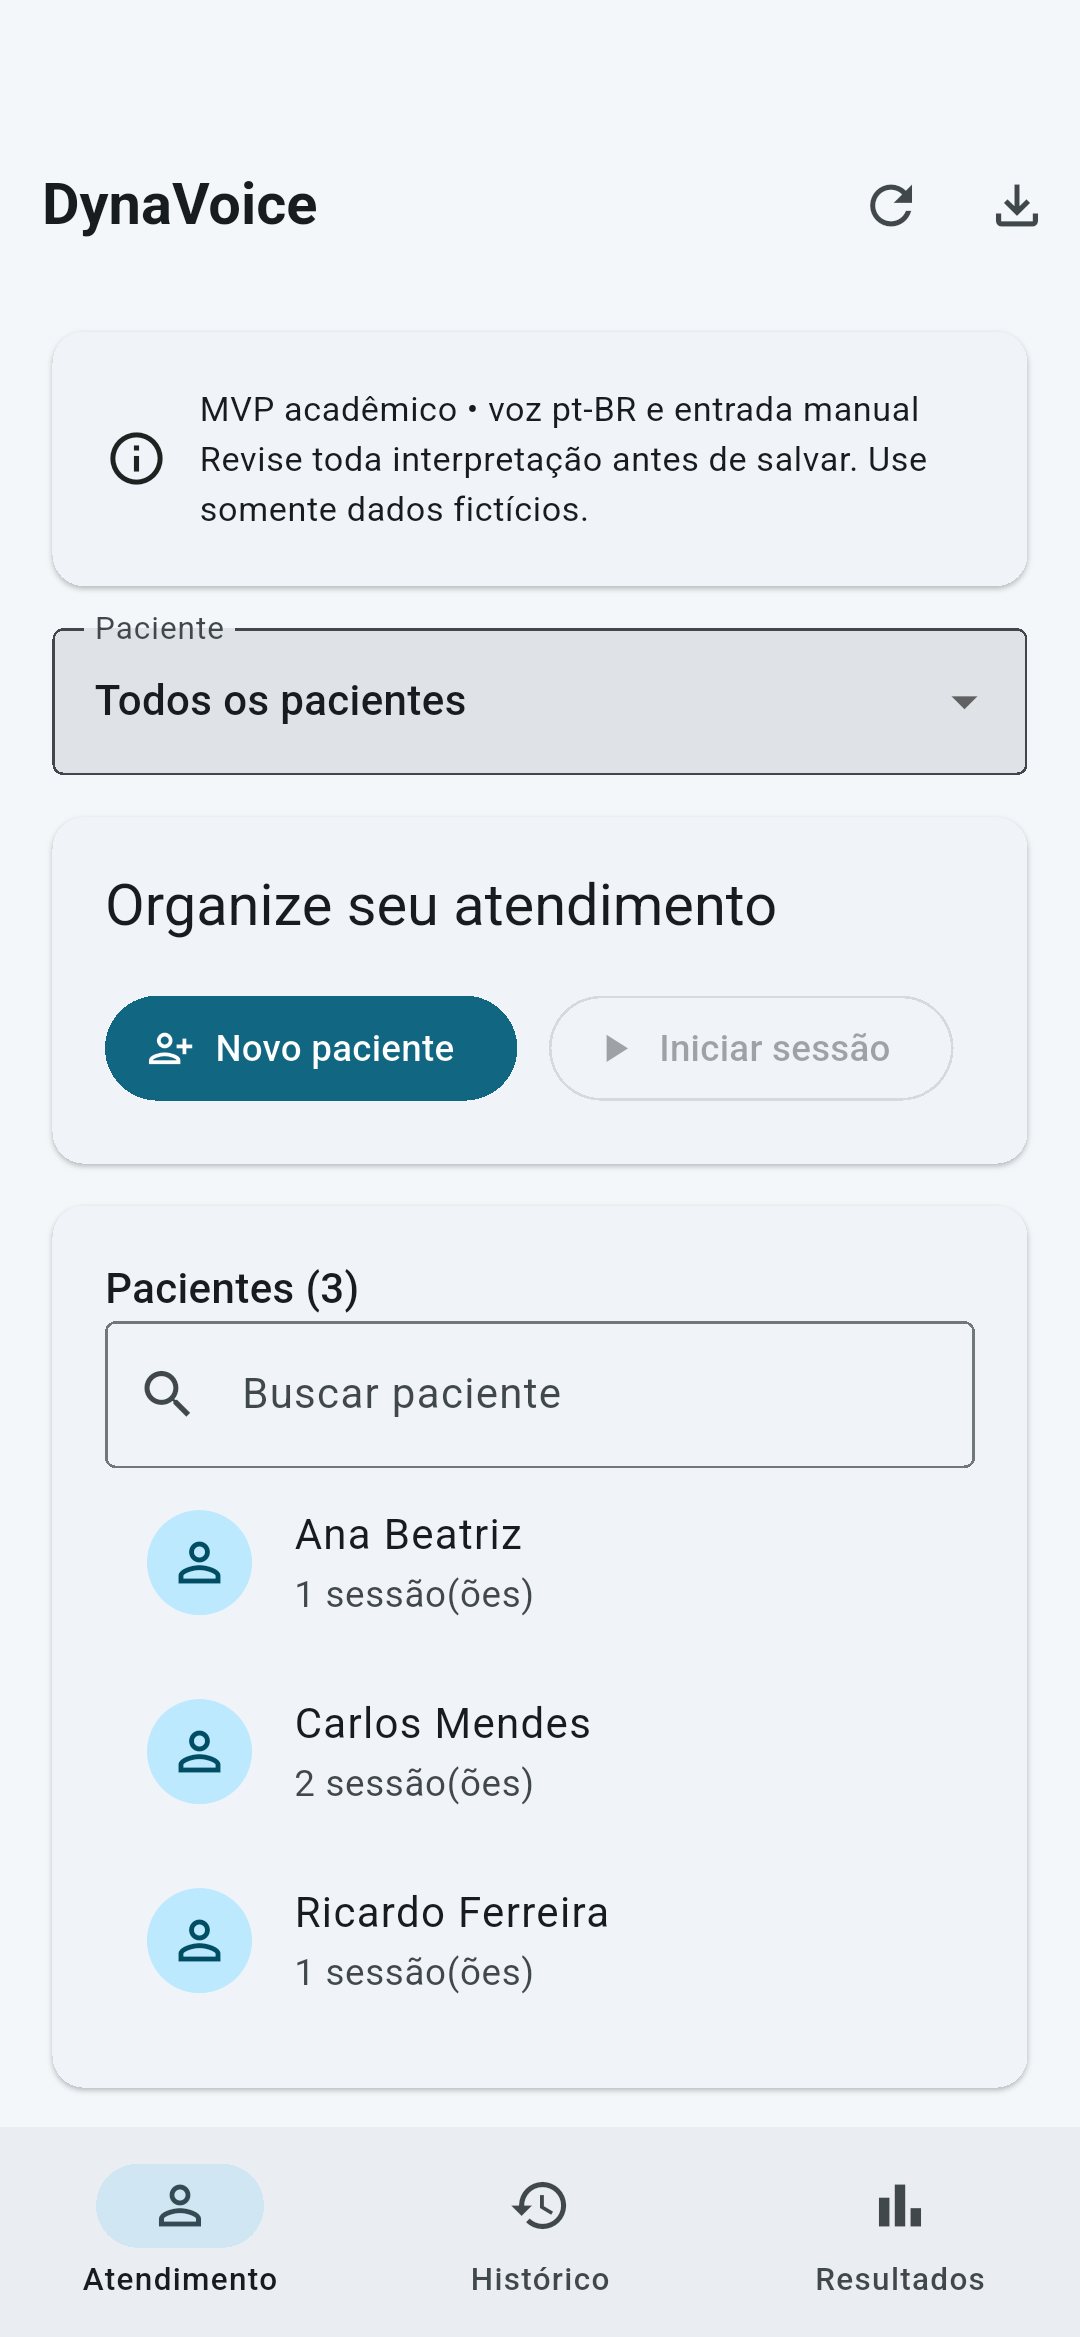 DynaVoice
MVP acadêmico • voz pt-BR e entrada manual
Revise toda interpretação antes de salvar. Use
somente dados fictícios.
Paciente
Todos os pacientes
Organize seu atendimento
Novo paciente
Iniciar sessão
Pacientes (3)
Buscar paciente
Ana Beatriz
1 sessão(ões)
Carlos Mendes
2 sessão(ões)
Ricardo Ferreira
1 sessão(ões)
Atendimento
Histórico
Resultados